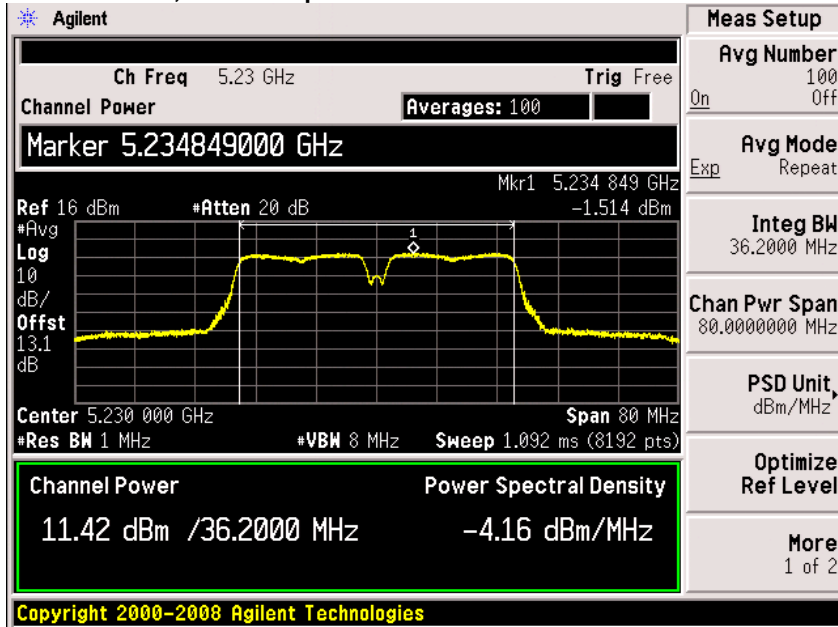 Agilent
Meas Setup
Ch Freq 5.23 GHz Trig Free
Channel Power Averages: 100
Marker 5.234849000 GHz
Mkr1 5.234 849 GHz
Ref 16 dBm #Atten 20 dB -1.514 dBm
#Avg
Log
10
dB/
Offst
13.1
dB
1
Center 5.230 000 GHz Span 80 MHz
#Res BW 1 MHz #VBW 8 MHz Sweep 1.092 ms (8192 pts)
Channel Power Power Spectral Density
11.42 dBm /36.2000 MHz -4.16 dBm/MHz
Avg Number
100
On Off
Avg Mode
Exp Repeat
Integ BW
36.2000 MHz
Chan Pwr Span
80.0000000 MHz
PSD Unit
dBm/MHz
Optimize
Ref Level
More
1 of 2
Copyright 2000-2008 Agilent Technologies